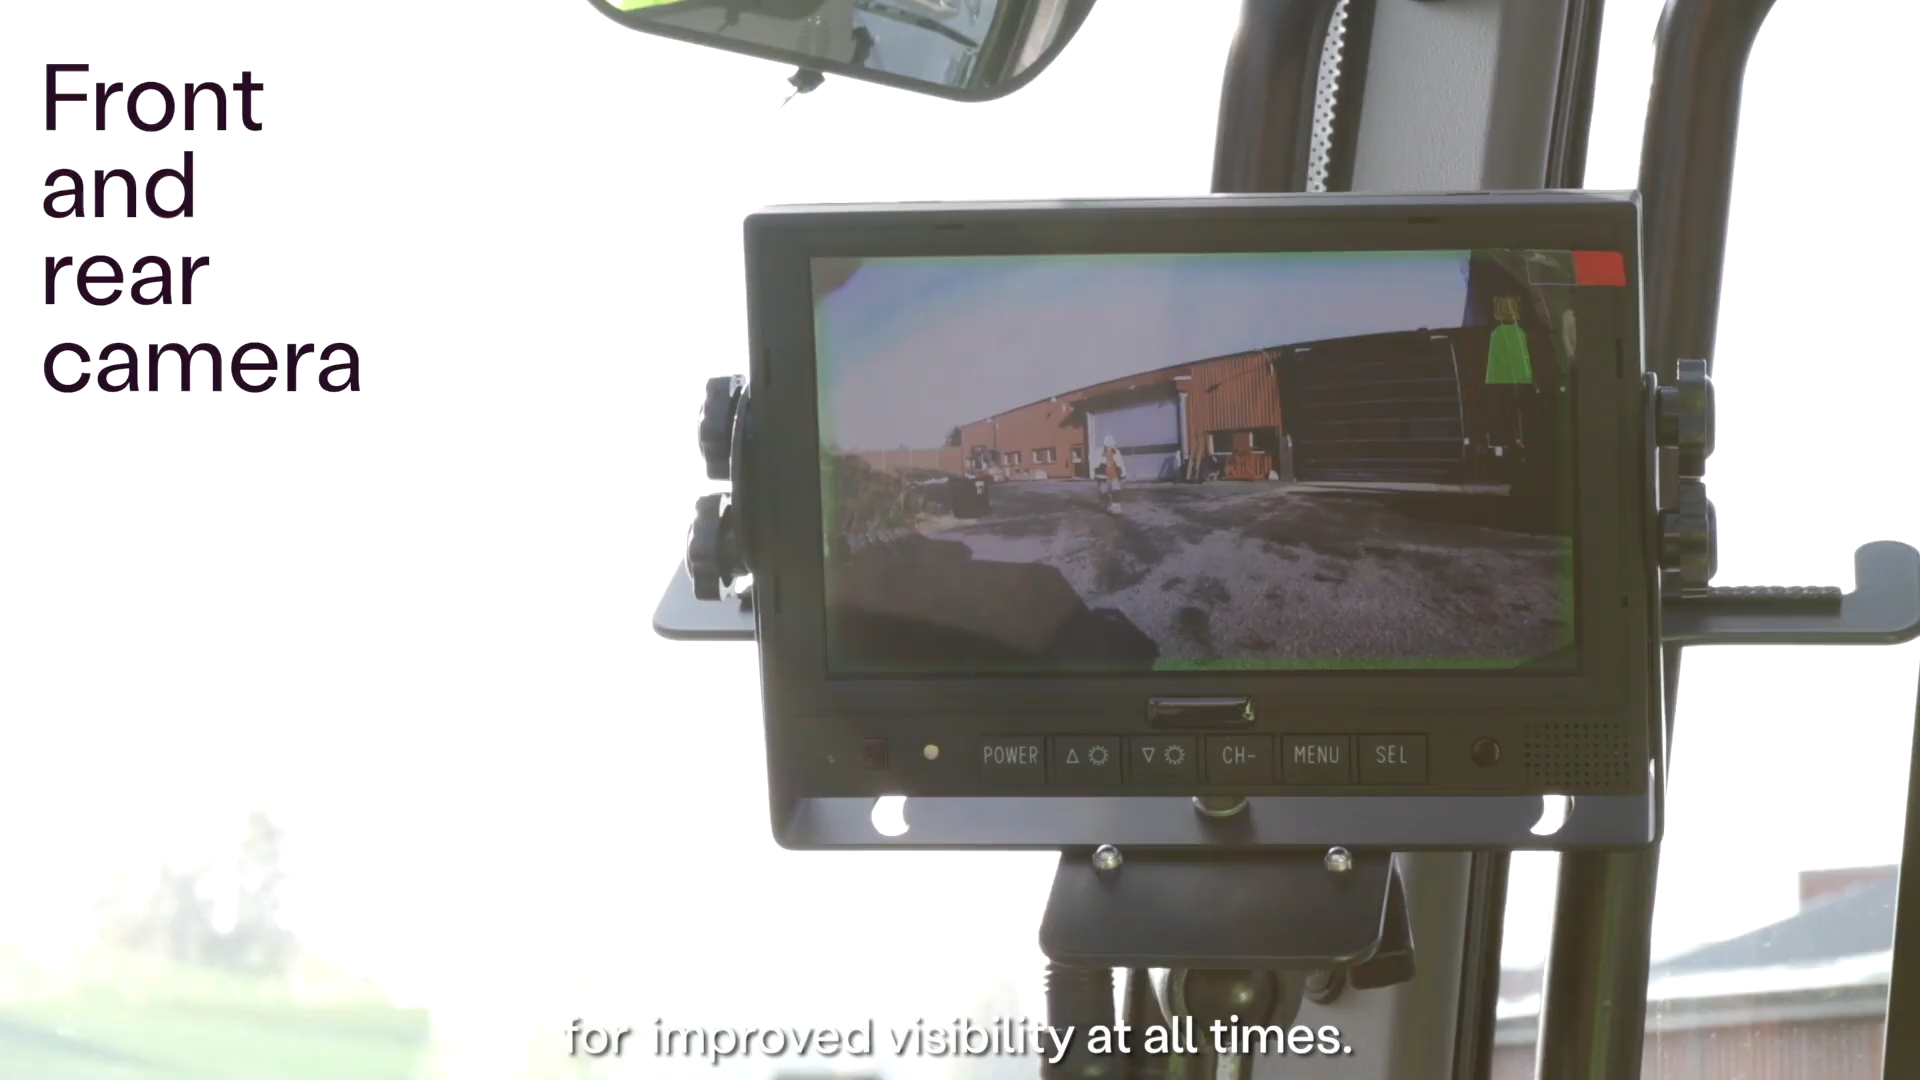 Front
and
rear
camera
POWER △ ▽ CH- MENU SEL
for improved visibility at all times.